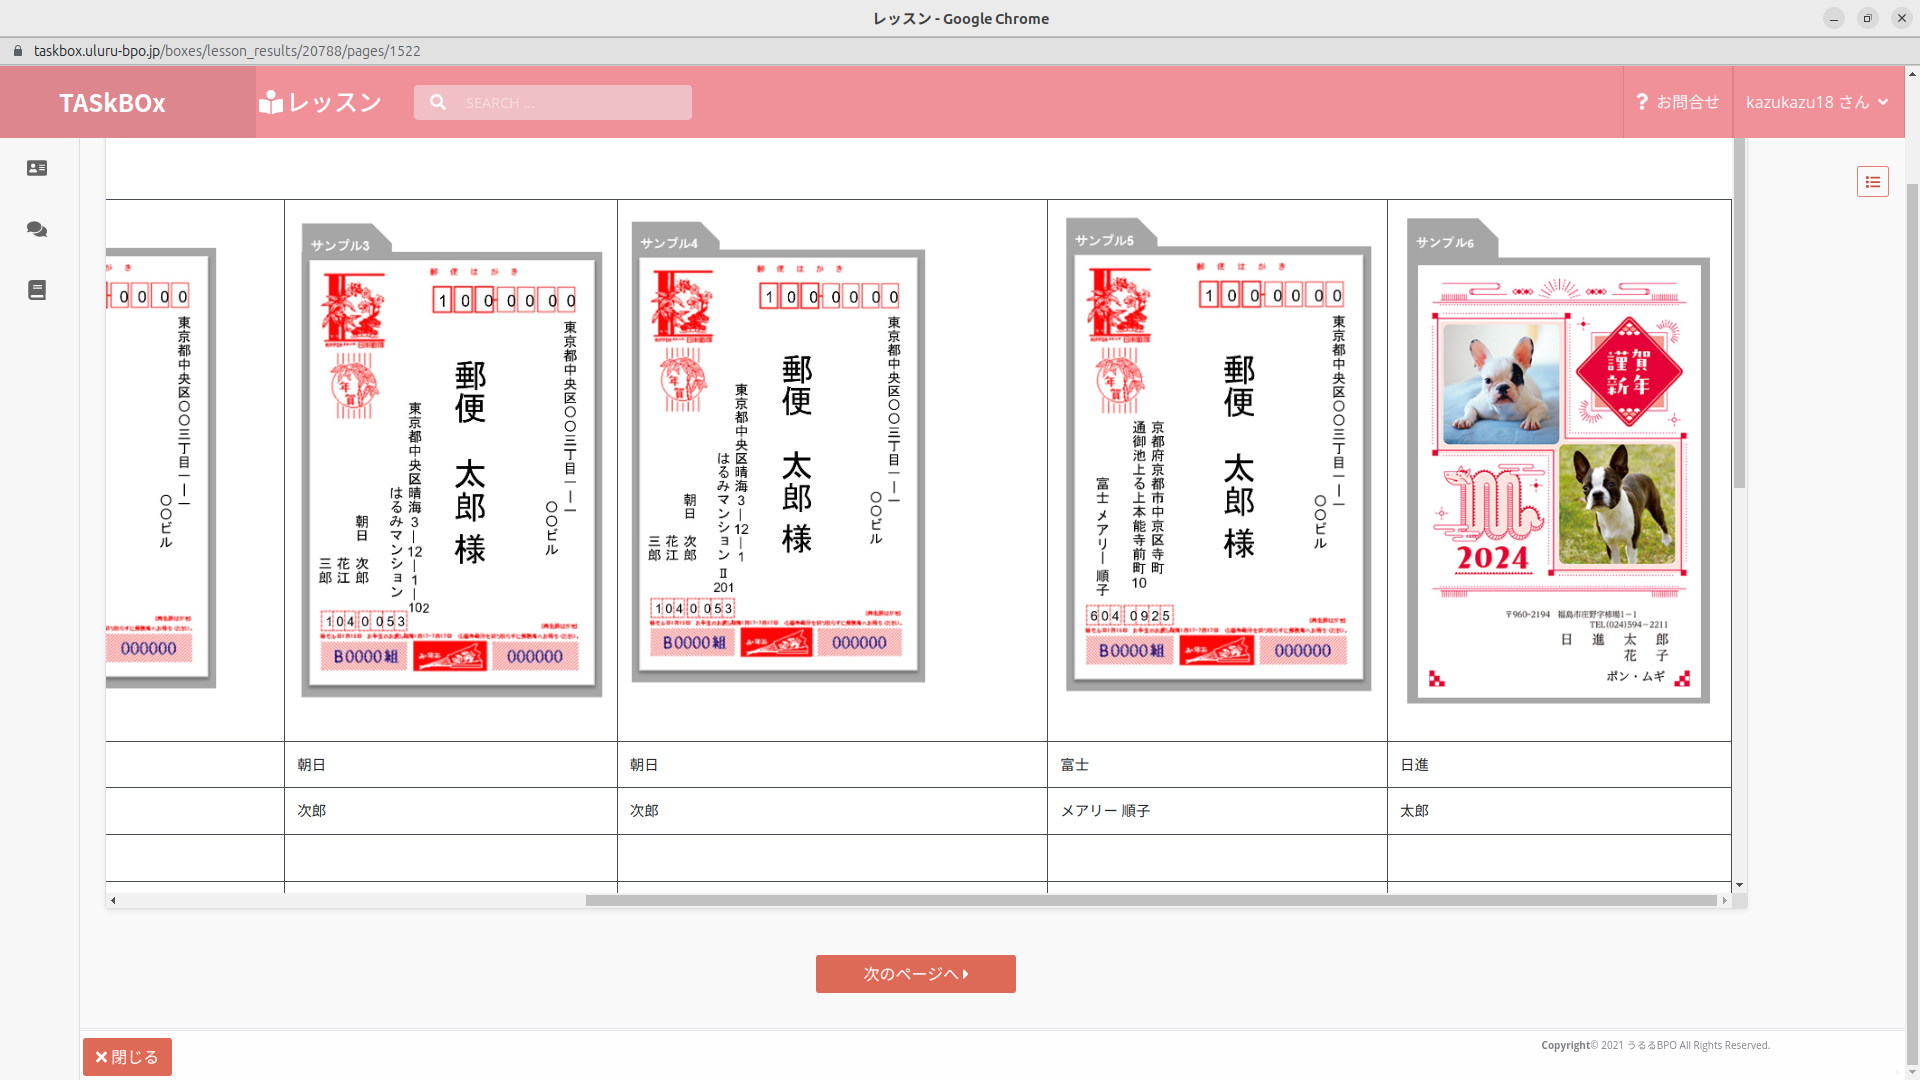 レッスン - Google Chrome
taskbox.uluru-bpo.jp/boxes/lesson_results/20788/pages/1522
TASkBOx
レッスン
SEARCH ...
お問合せ
kazukazu18 さん
0000
東京都中央区〇〇三丁目一ー一
〇〇ビル
000000
サンプル3
郵便はがき
1000000
東京都中央区〇〇三丁目一ー一
〇〇ビル
郵便 太郎 様
東京都中央区晴海3ー12ー1ー102
はるみマンション
朝日 次郎
花江
三郎
年賀
1040053
B0000組
000000
サンプル4
郵便はがき
1000000
東京都中央区〇〇三丁目一ー一
〇〇ビル
郵便 太郎 様
東京都中央区晴海3ー12ー1
はるみマンションⅡ201
朝日 次郎
花江
三郎
年賀
1040053
B0000組
000000
サンプル5
郵便はがき
1000000
東京都中央区〇〇三丁目一ー一
〇〇ビル
郵便 太郎 様
京都府京都市中京区寺町
通御池上る上本能寺前町10
富士 メアリー 順子
年賀
6040925
B0000組
000000
サンプル6
謹賀新年
2024
〒960-2194 福島市庄野字柿場1−1
TEL(024)594−2211
日進太郎
花子
ポン・ムギ
朝日
朝日
富士
日進
次郎
次郎
メアリー 順子
太郎
次のページへ
閉じる
Copyright© 2021 うるるBPO All Rights Reserved.